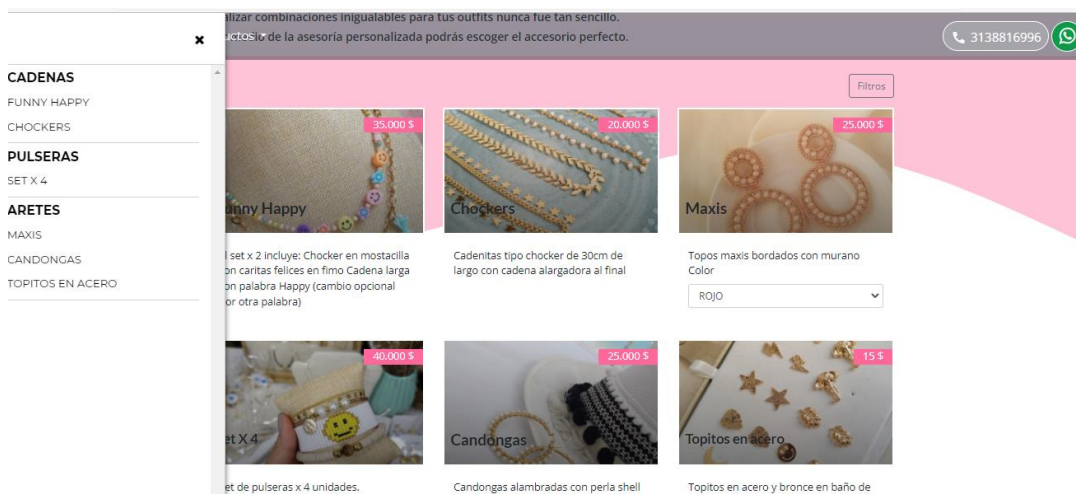 alizar combinaciones inigualables para tus outfits nunca fue tan sencillo.
de la asesoría personalizada podrás escoger el accesorio perfecto.
3138816996
CADENAS
FUNNY HAPPY
CHOCKERS
PULSERAS
SET X 4
ARETES
MAXIS
CANDONGAS
TOPITOS EN ACERO
Filtros
35.000 $
unny Happy
l set x 2 incluye: Chocker en mostacilla
on caritas felices en fimo Cadena larga
on palabra Happy (cambio opcional
or otra palabra)
20.000 $
Chockers
Cadenitas tipo chocker de 30cm de
largo con cadena alargadora al final
25.000 $
Maxis
Topos maxis bordados con murano
Color
ROJO
40.000 $
et X 4
et de pulseras x 4 unidades.
25.000 $
Candongas
Candongas alambradas con perla shell
15 $
Topitos en acero
Topitos en acero y bronce en baño de